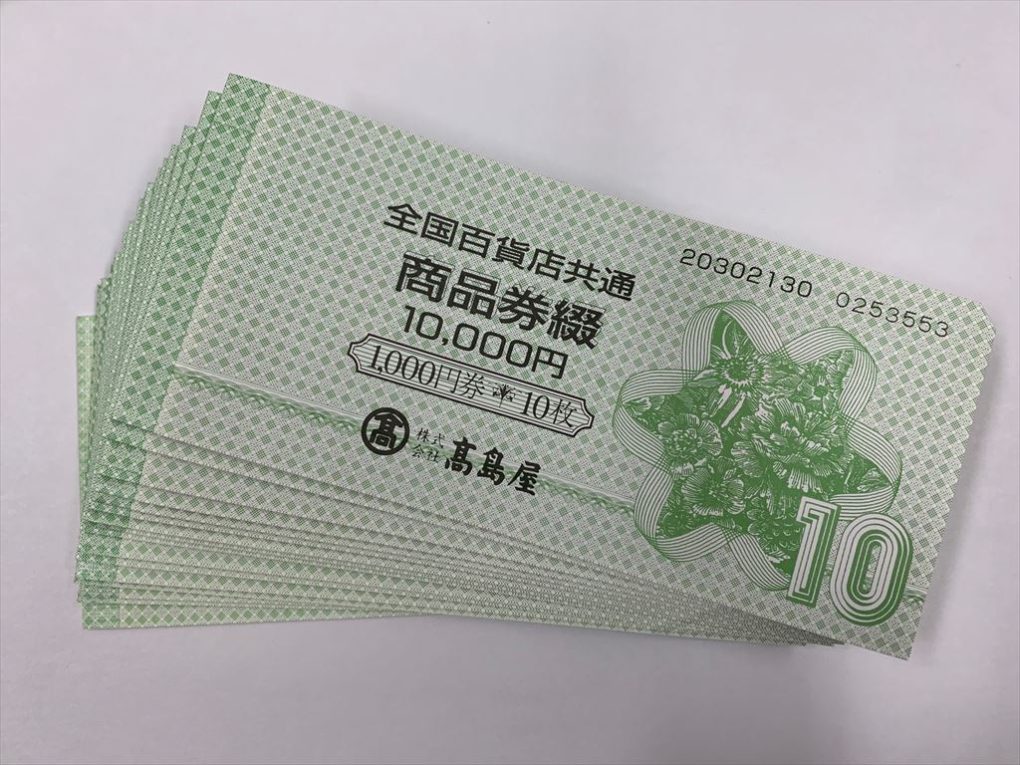 全国百貨店共通
商品券綴
10,000円
1,000円券 10枚
20302130 0253553
髙 株式会社 髙島屋
10